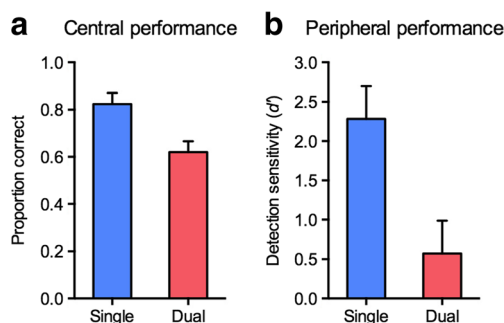 a Central performance
Proportion correct
1.0
0.8
0.6
0.4
0.2
0.0
Single Dual
b Peripheral performance
Detection sensitivity (d')
3.0
2.5
2.0
1.5
1.0
0.5
0.0
Single Dual